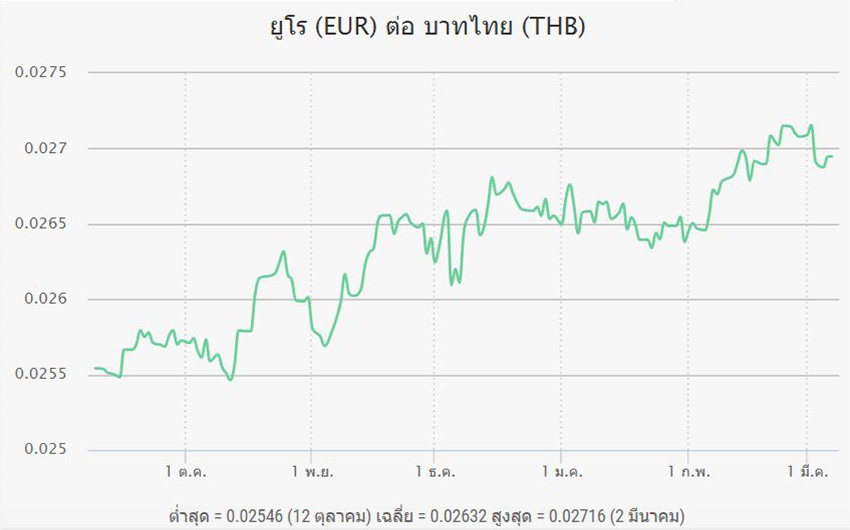 ยูโร (EUR) ต่อ บาทไทย (THB)
0.0275
0.027
0.0265
0.026
0.0255
0.025
1 ต.ค.
1 พ.ย.
1 ธ.ค.
1 ม.ค.
1 ก.พ.
1 มี.ค.
ต่ำสุด = 0.02546 (12 ตุลาคม) เฉลี่ย = 0.02632 สูงสุด = 0.02716 (2 มีนาคม)